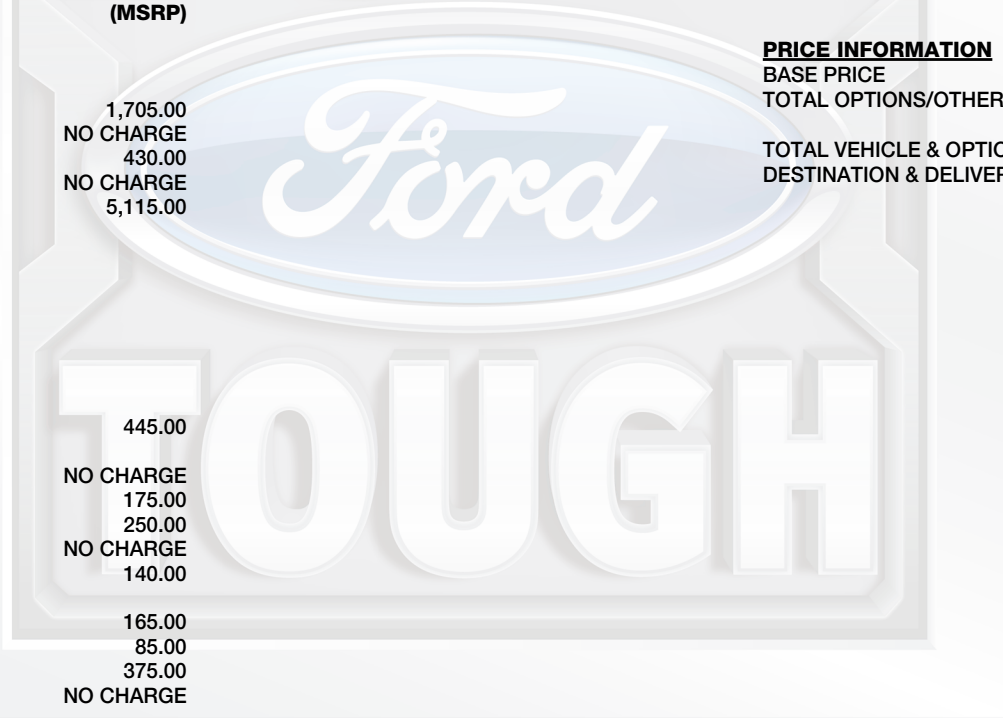 (MSRP)
1,705.00
NO CHARGE
430.00
NO CHARGE
5,115.00
445.00
NO CHARGE
175.00
250.00
NO CHARGE
140.00
165.00
85.00
375.00
NO CHARGE
PRICE INFORMATION
BASE PRICE
TOTAL OPTIONS/OTHER
TOTAL VEHICLE & OPTIO
DESTINATION & DELIVER
Ford
TOUGH